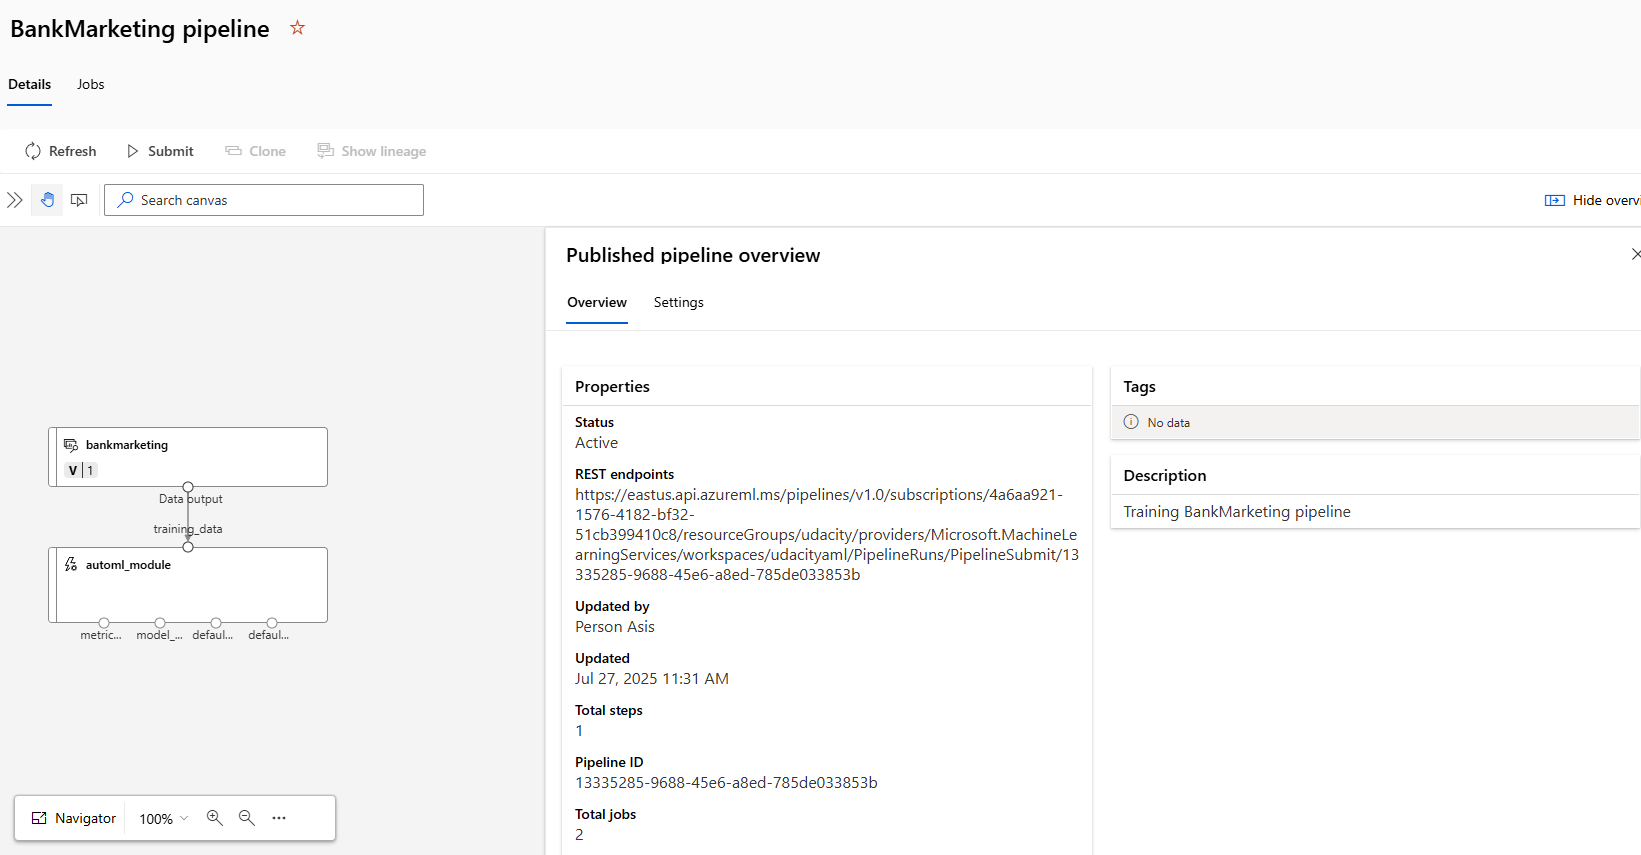 BankMarketing pipeline
Details
Jobs
Refresh
Submit
Clone
Show lineage
Search canvas
Hide overvi
bankmarketing
V 1
Data output
training_data
automl_module
metric...
model_...
defaul...
defaul...
Navigator
100%
Published pipeline overview
Overview
Settings
Properties
Status
Active
REST endpoints
https://eastus.api.azureml.ms/pipelines/v1.0/subscriptions/4a6aa921-
1576-4182-bf32-
51cb399410c8/resourceGroups/udacity/providers/Microsoft.MachineLe
arningServices/workspaces/udacityaml/PipelineRuns/PipelineSubmit/13
335285-9688-45e6-a8ed-785de033853b
Updated by
Person Asis
Updated
Jul 27, 2025 11:31 AM
Total steps
1
Pipeline ID
13335285-9688-45e6-a8ed-785de033853b
Total jobs
2
Tags
No data
Description
Training BankMarketing pipeline